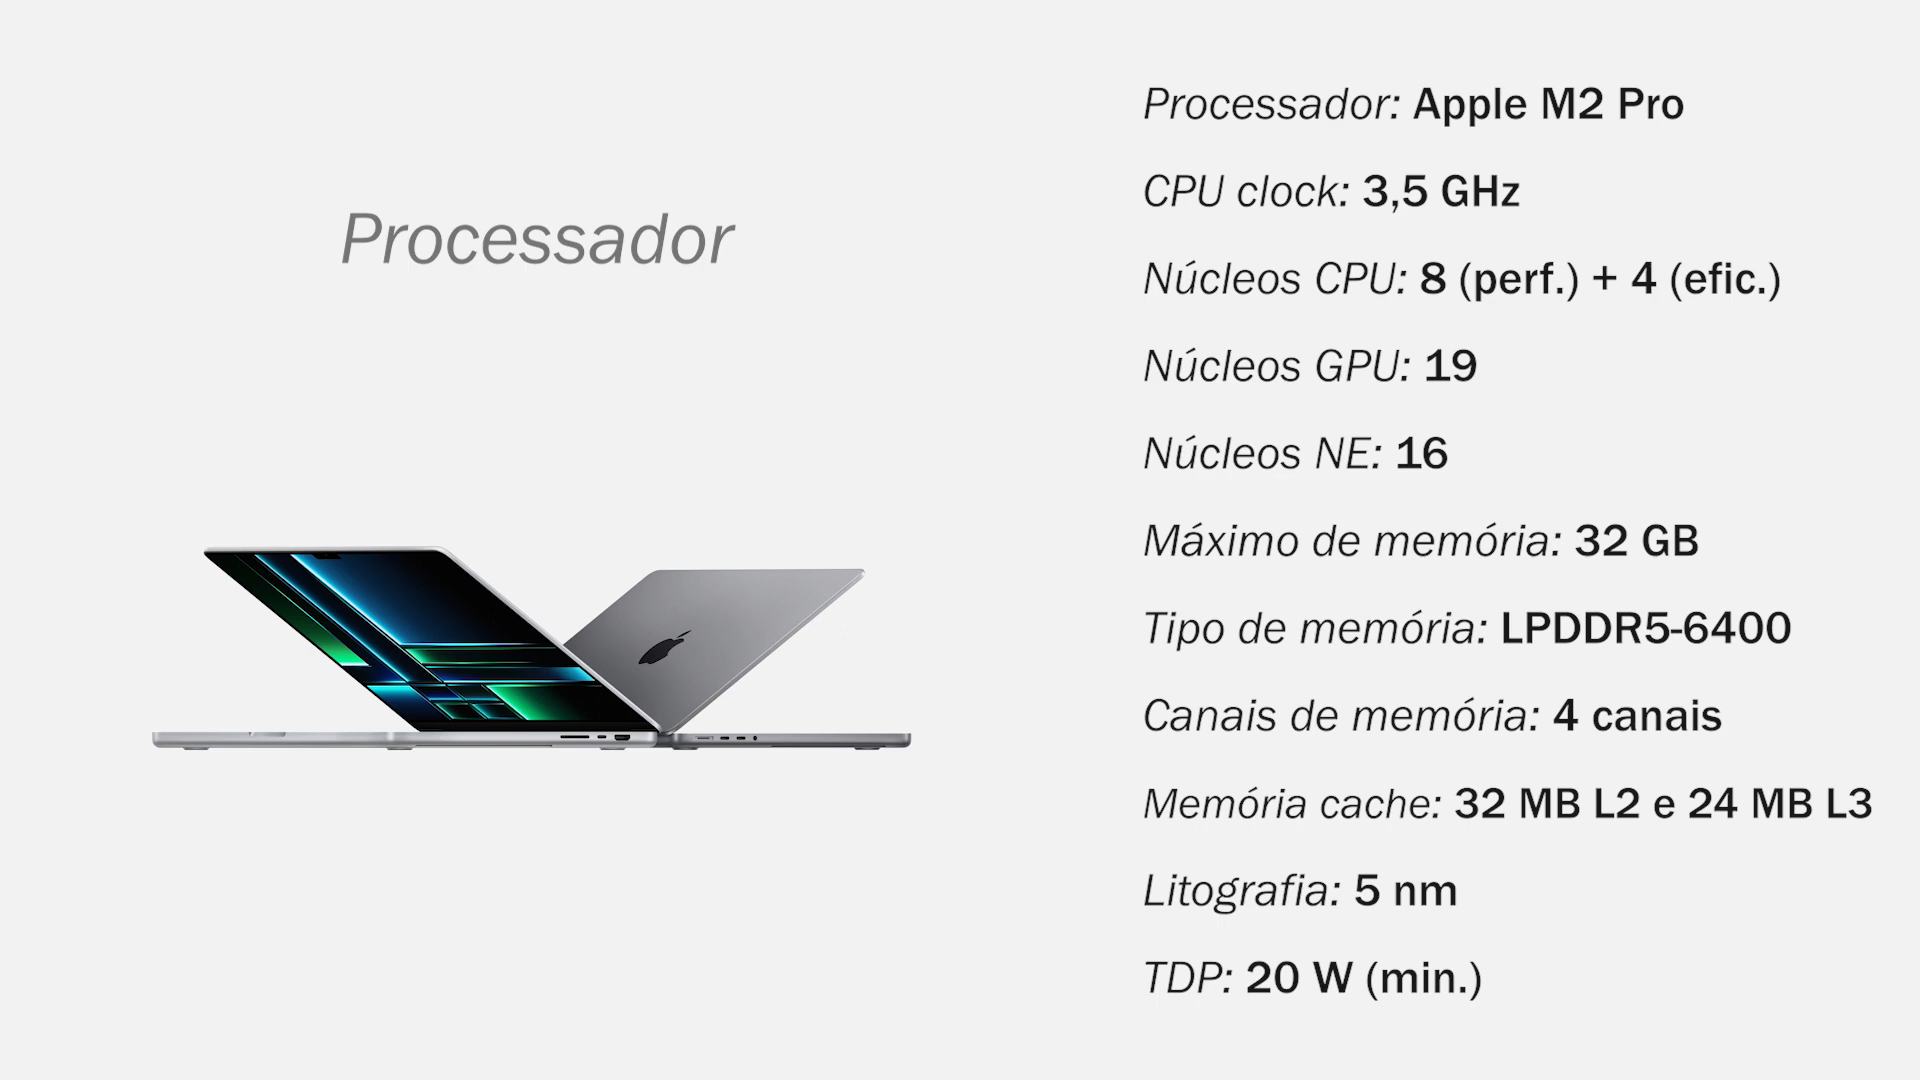 Processador
Processador: Apple M2 Pro
CPU clock: 3,5 GHz
Núcleos CPU: 8 (perf.) + 4 (efic.)
Núcleos GPU: 19
Núcleos NE: 16
Máximo de memória: 32 GB
Tipo de memória: LPDDR5-6400
Canais de memória: 4 canais
Memória cache: 32 MB L2 e 24 MB L3
Litografia: 5 nm
TDP: 20 W (min.)